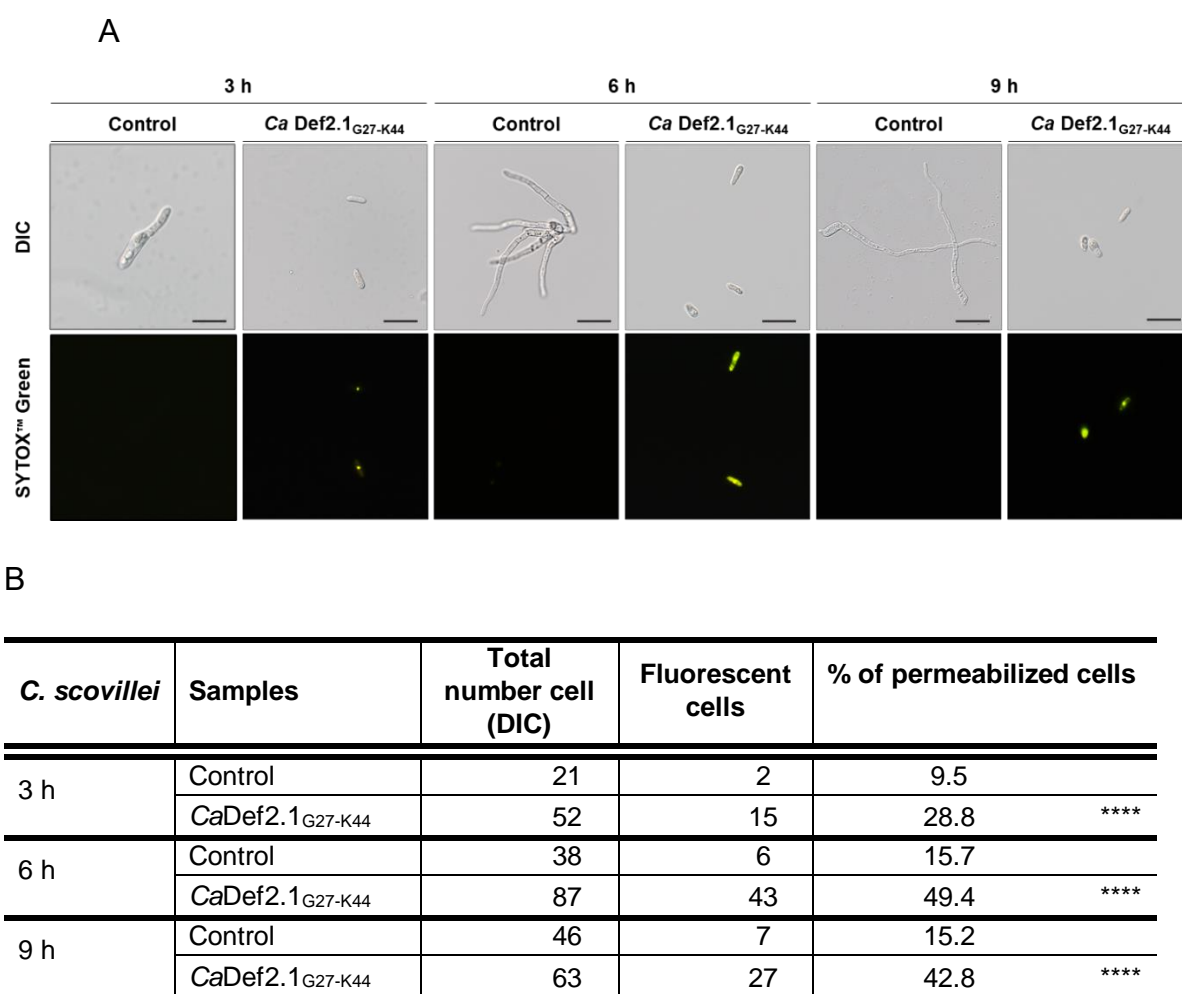 A
3 h 6 h 9 h
Control Ca Def2.1G27-K44 Control Ca Def2.1G27-K44 Control Ca Def2.1G27-K44
DIC
SYTOX™ Green
B
C. scovillei Samples Total number cell (DIC) Fluorescent cells % of permeabilized cells
3 h Control 21 2 9.5
CaDef2.1G27-K44 52 15 28.8 ****
6 h Control 38 6 15.7
CaDef2.1G27-K44 87 43 49.4 ****
9 h Control 46 7 15.2
CaDef2.1G27-K44 63 27 42.8 ****